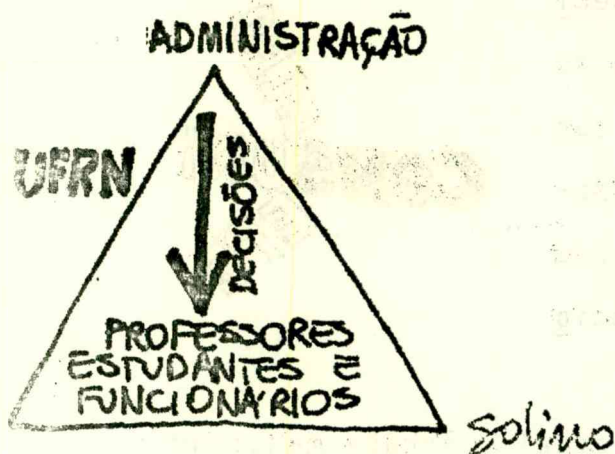 ADMINISTRAÇÃO
UFRN
DECISÕES
PROFESSORES
ESTUDANTES E
FUNCIONÁRIOS
Solino